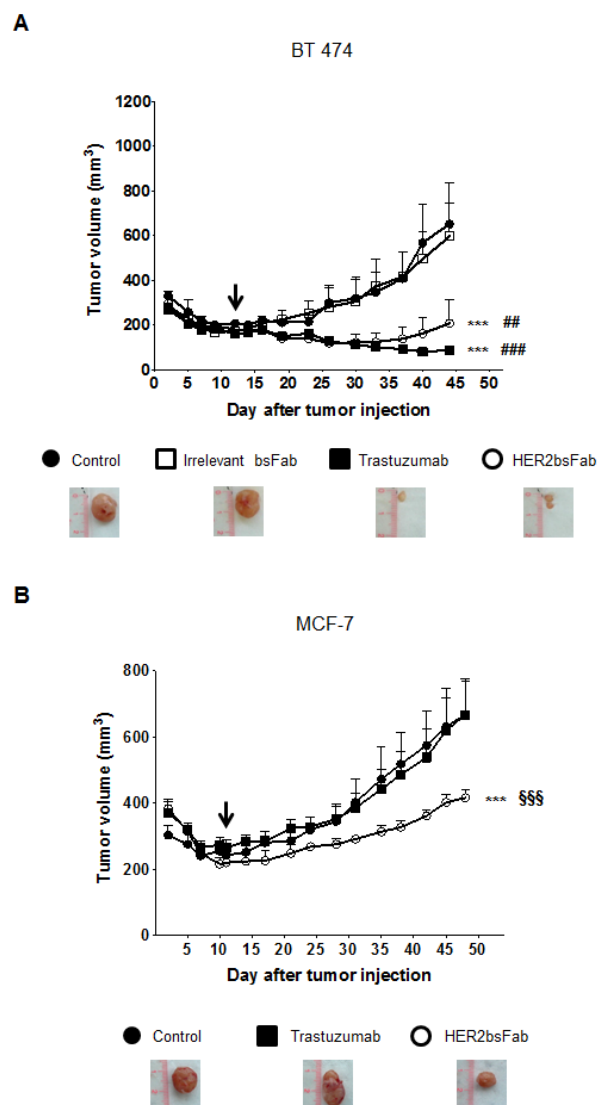 A
BT 474
1200
1000
800
600
400
200
0
Tumor volume (mm³)
*** ##
*** ###
0 5 10 15 20 25 30 35 40 45 50
Day after tumor injection
Control Irrelevant bsFab Trastuzumab HER2bsFab
B
MCF-7
800
600
400
200
0
Tumor volume (mm³)
*** §§§
5 10 15 20 25 30 35 40 45 50
Day after tumor injection
Control Trastuzumab HER2bsFab